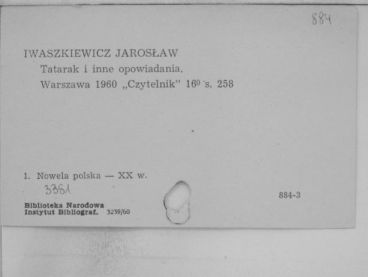 884
IWASZKIEWICZ JAROSŁAW
Tatarak i inne opowiadania.
Warszawa 1960 „Czytelnik" 16⁰ s. 258
1. Nowela polska — XX w.
3381
884-3
Biblioteka Narodowa
Instytut Bibliograf. 3239/60